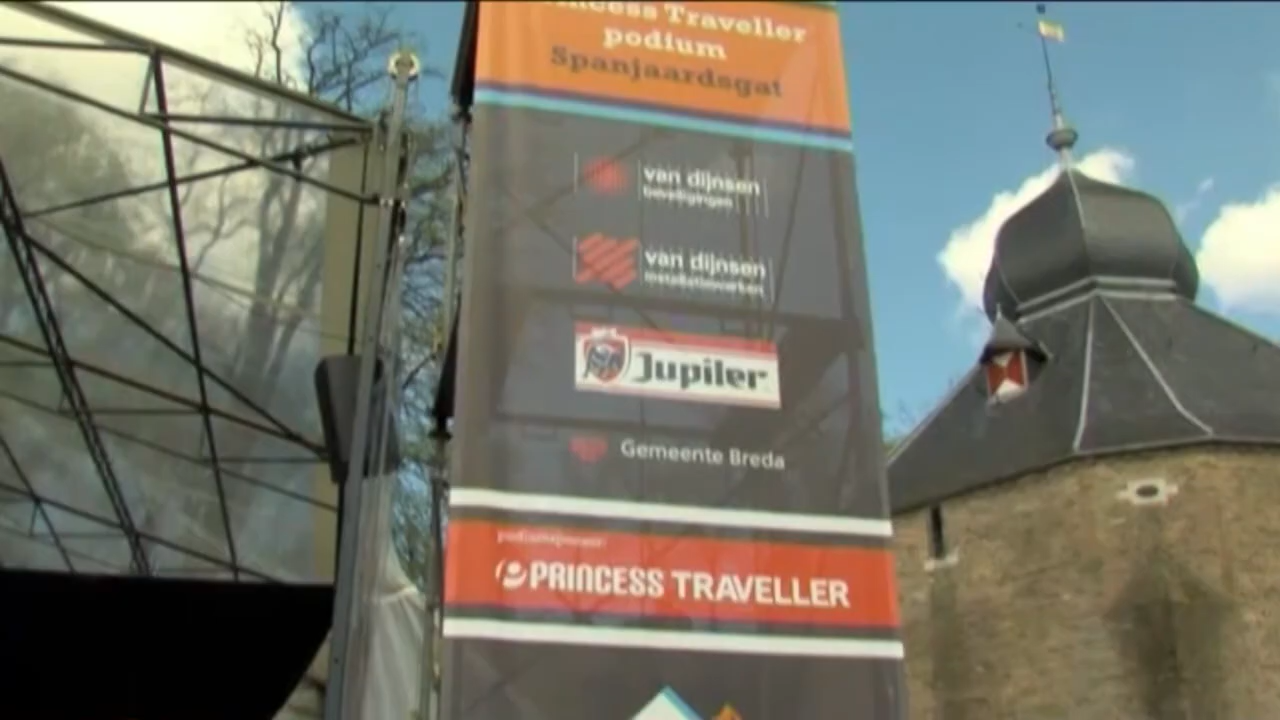 Princess Traveller
podium
Spanjaardsgat
van dijnsen
beveiligingen
van dijnsen
installatiewerken
Jupiler
Gemeente Breda
podiumsponsor:
PRINCESS TRAVELLER